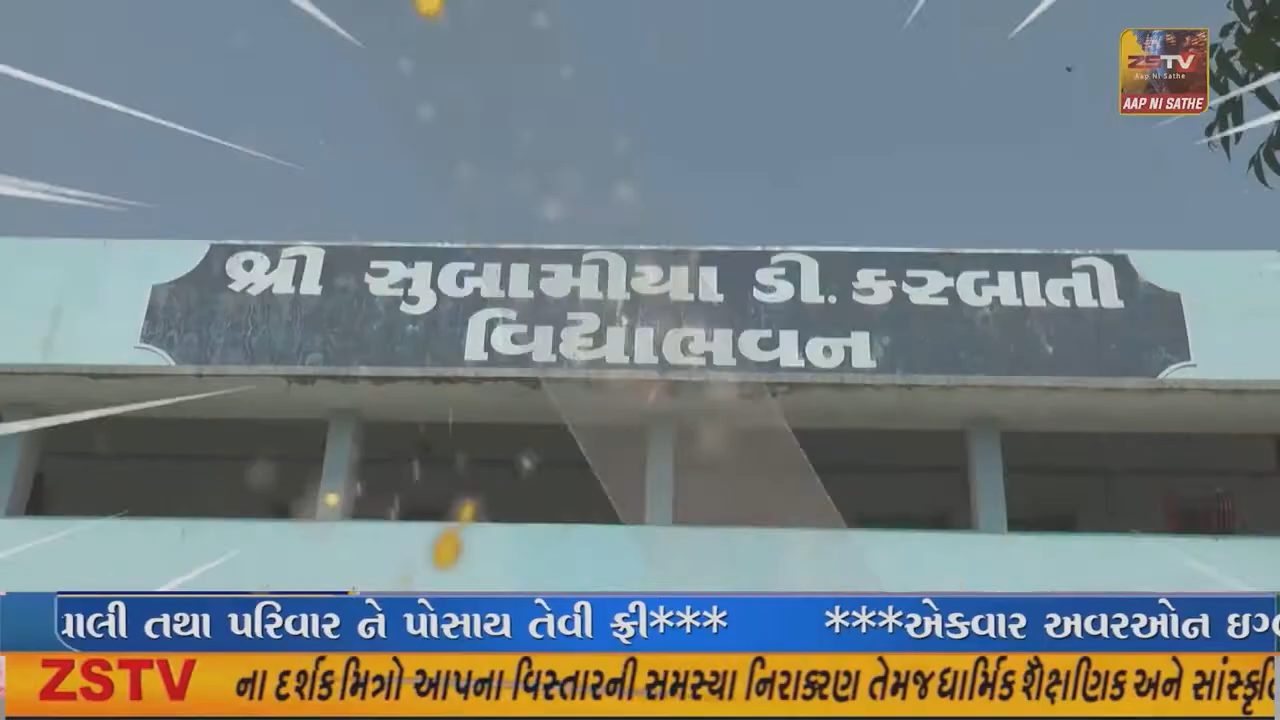 ZSTV
Aap Ni Sathe
AAP NI SATHE
શ્રી સુબામીયા ડી. કરબાતી
વિદ્યાભવન
તથા પરિવાર ને પોસાય તેવી ફ્રી*** ***એકવાર અવરઓન
ZSTV ના દર્શક મિત્રો આપના વિસ્તારની સમસ્યા નિરાકરણ તેમજ ધાર્મિક શૈક્ષણિક અને